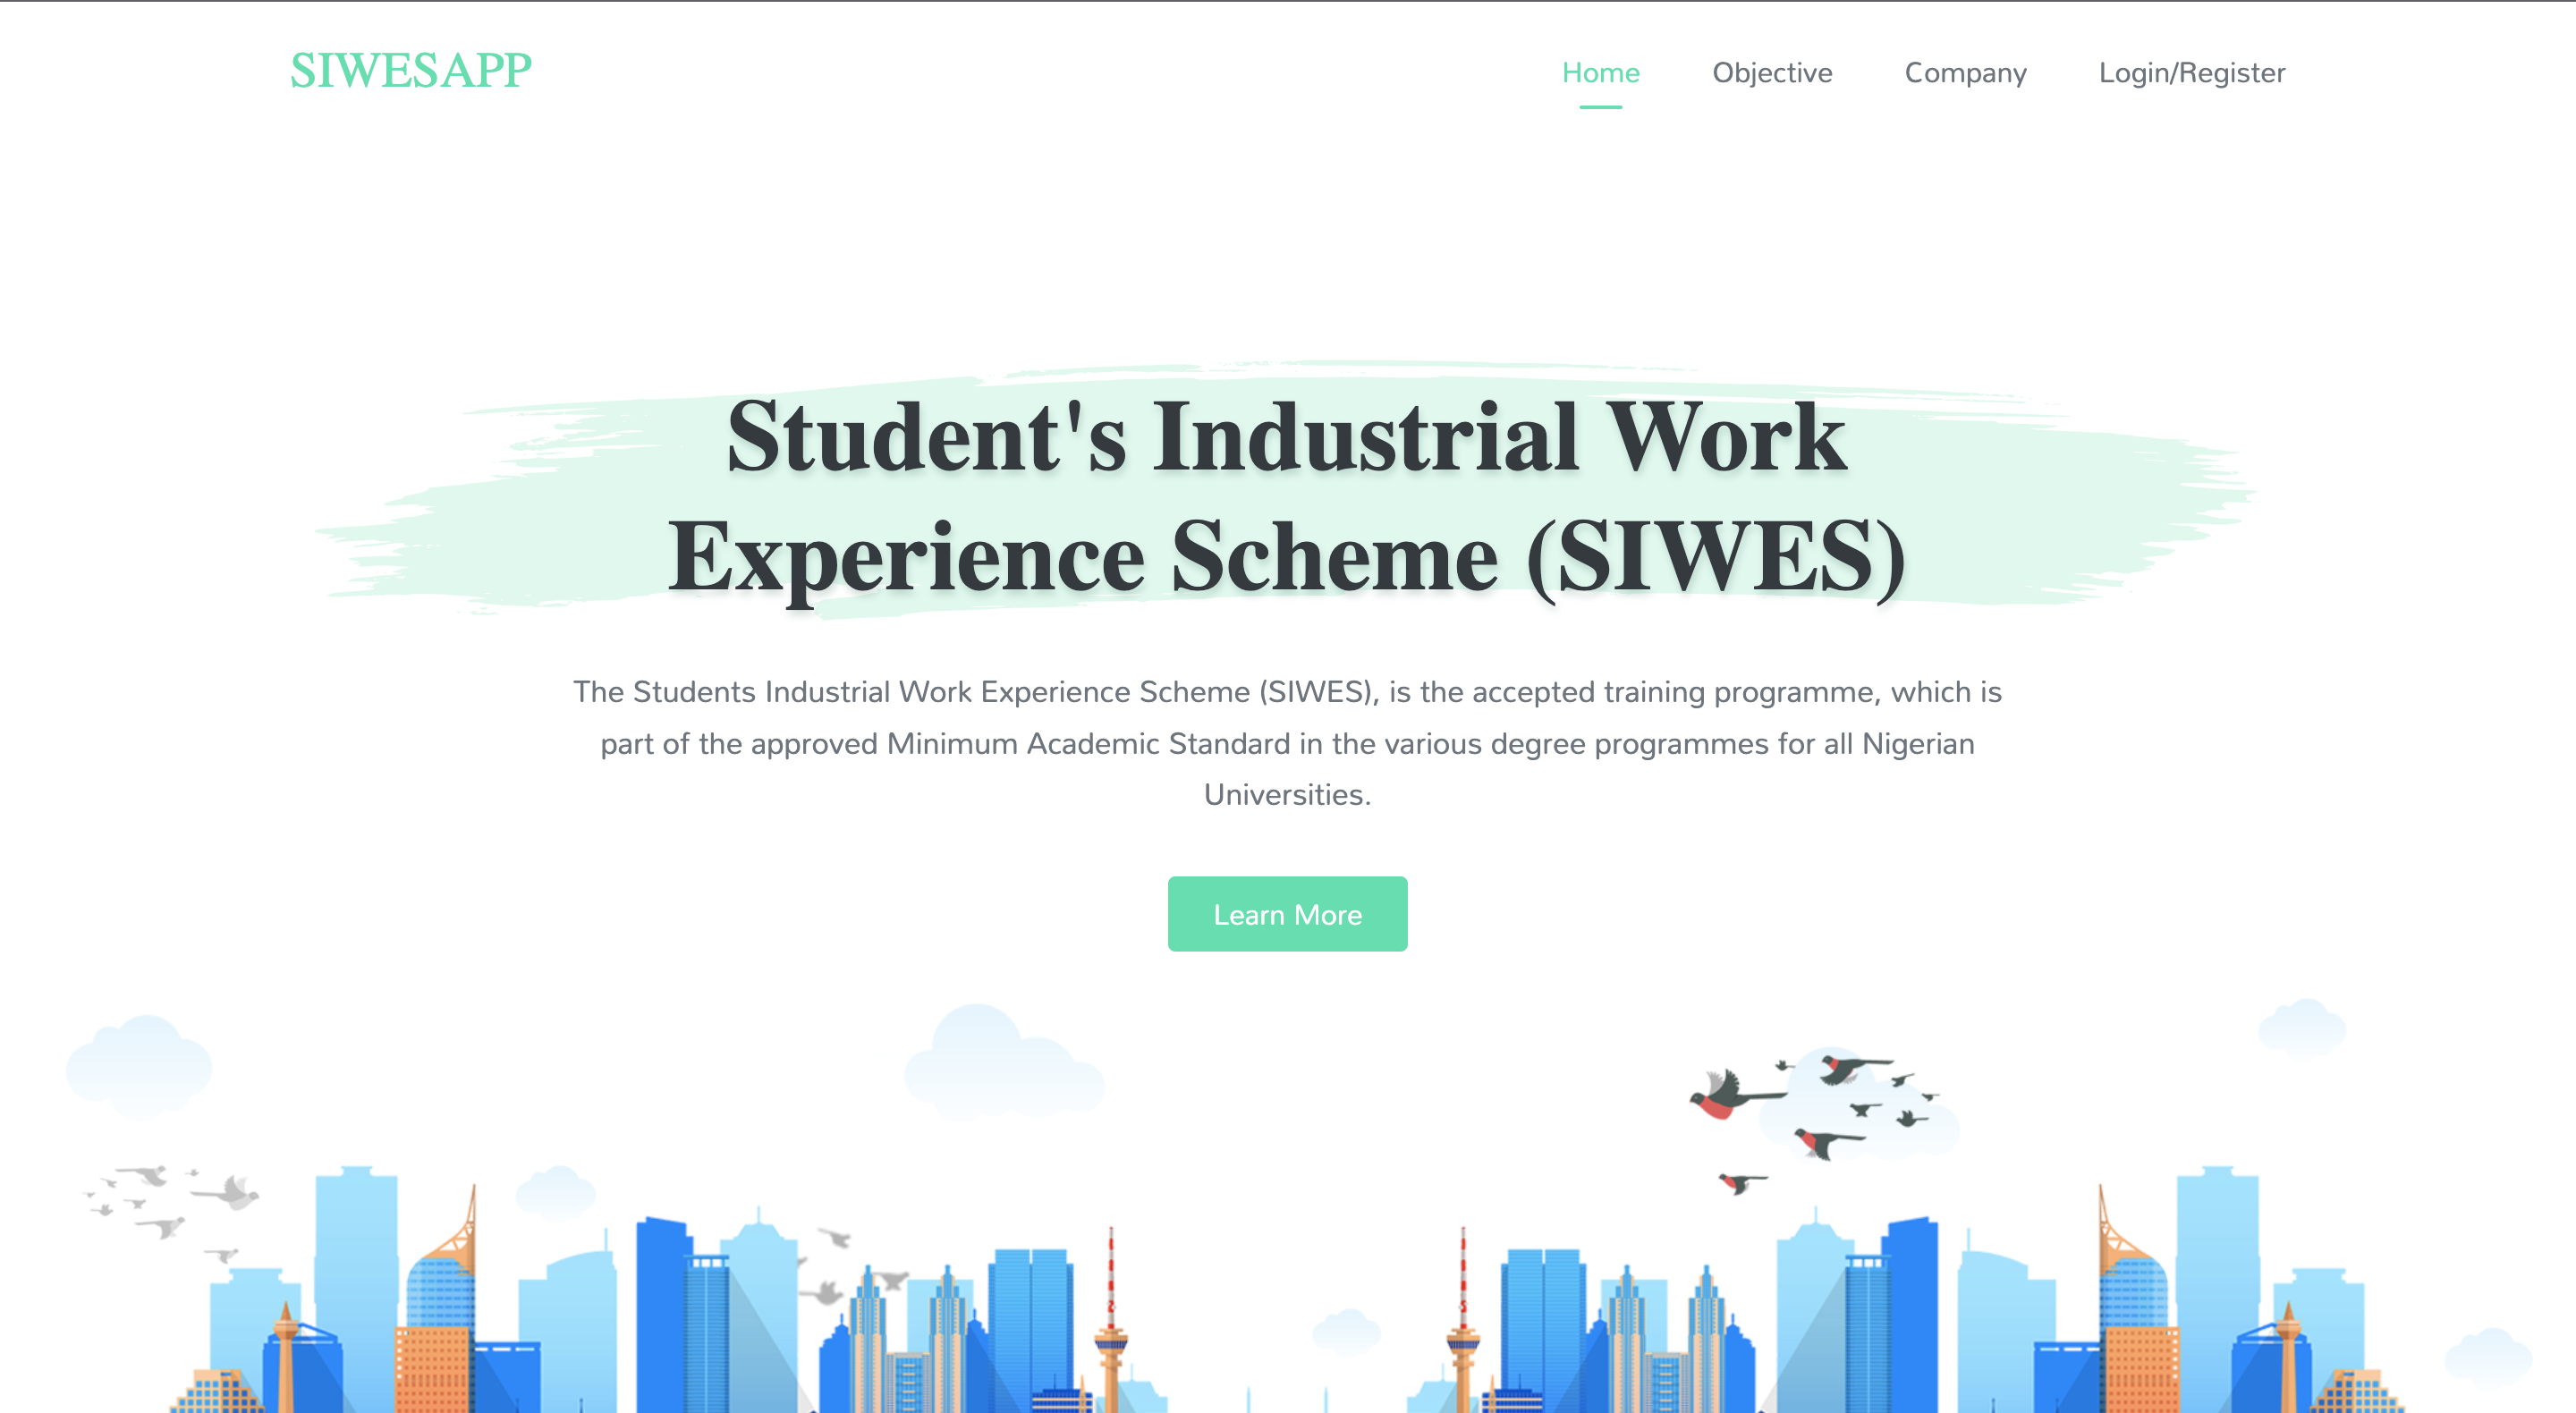 SIWESAPP
Home
Objective
Company
Login/Register
Student's Industrial Work
Experience Scheme (SIWES)
The Students Industrial Work Experience Scheme (SIWES), is the accepted training programme, which is
part of the approved Minimum Academic Standard in the various degree programmes for all Nigerian
Universities.
Learn More